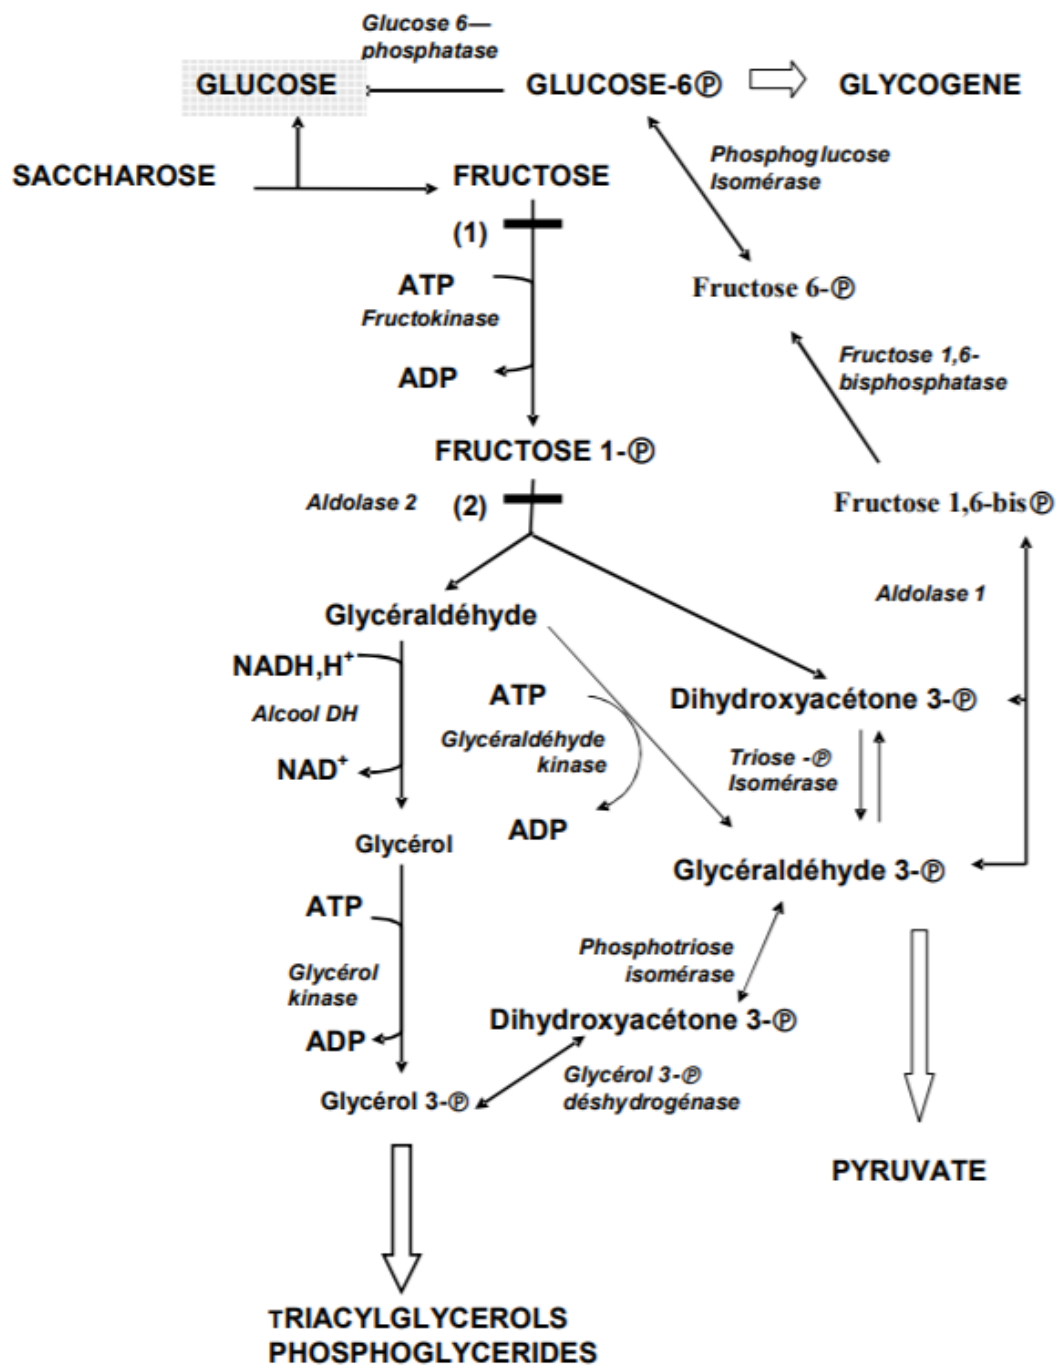 Glucose 6—
phosphatase
GLUCOSE
GLUCOSE-6Ⓟ
GLYCOGENE
SACCHAROSE
FRUCTOSE
Phosphoglucose
Isomérase
(1)
ATP
Fructokinase
ADP
Fructose 6-Ⓟ
Fructose 1,6-
bisphosphatase
FRUCTOSE 1-Ⓟ
Aldolase 2
(2)
Fructose 1,6-bisⓅ
Aldolase 1
Glycéraldéhyde
NADH,H⁺
Alcool DH
NAD⁺
ATP
Glycéraldéhyde
kinase
ADP
Dihydroxyacétone 3-Ⓟ
Triose -Ⓟ
Isomérase
Glycérol
Glycéraldéhyde 3-Ⓟ
ATP
Glycérol
kinase
ADP
Phosphotriose
isomérase
Dihydroxyacétone 3-Ⓟ
Glycérol 3-Ⓟ
Glycérol 3-Ⓟ
déshydrogénase
PYRUVATE
TRIACYLGLYCEROLS
PHOSPHOGLYCERIDES